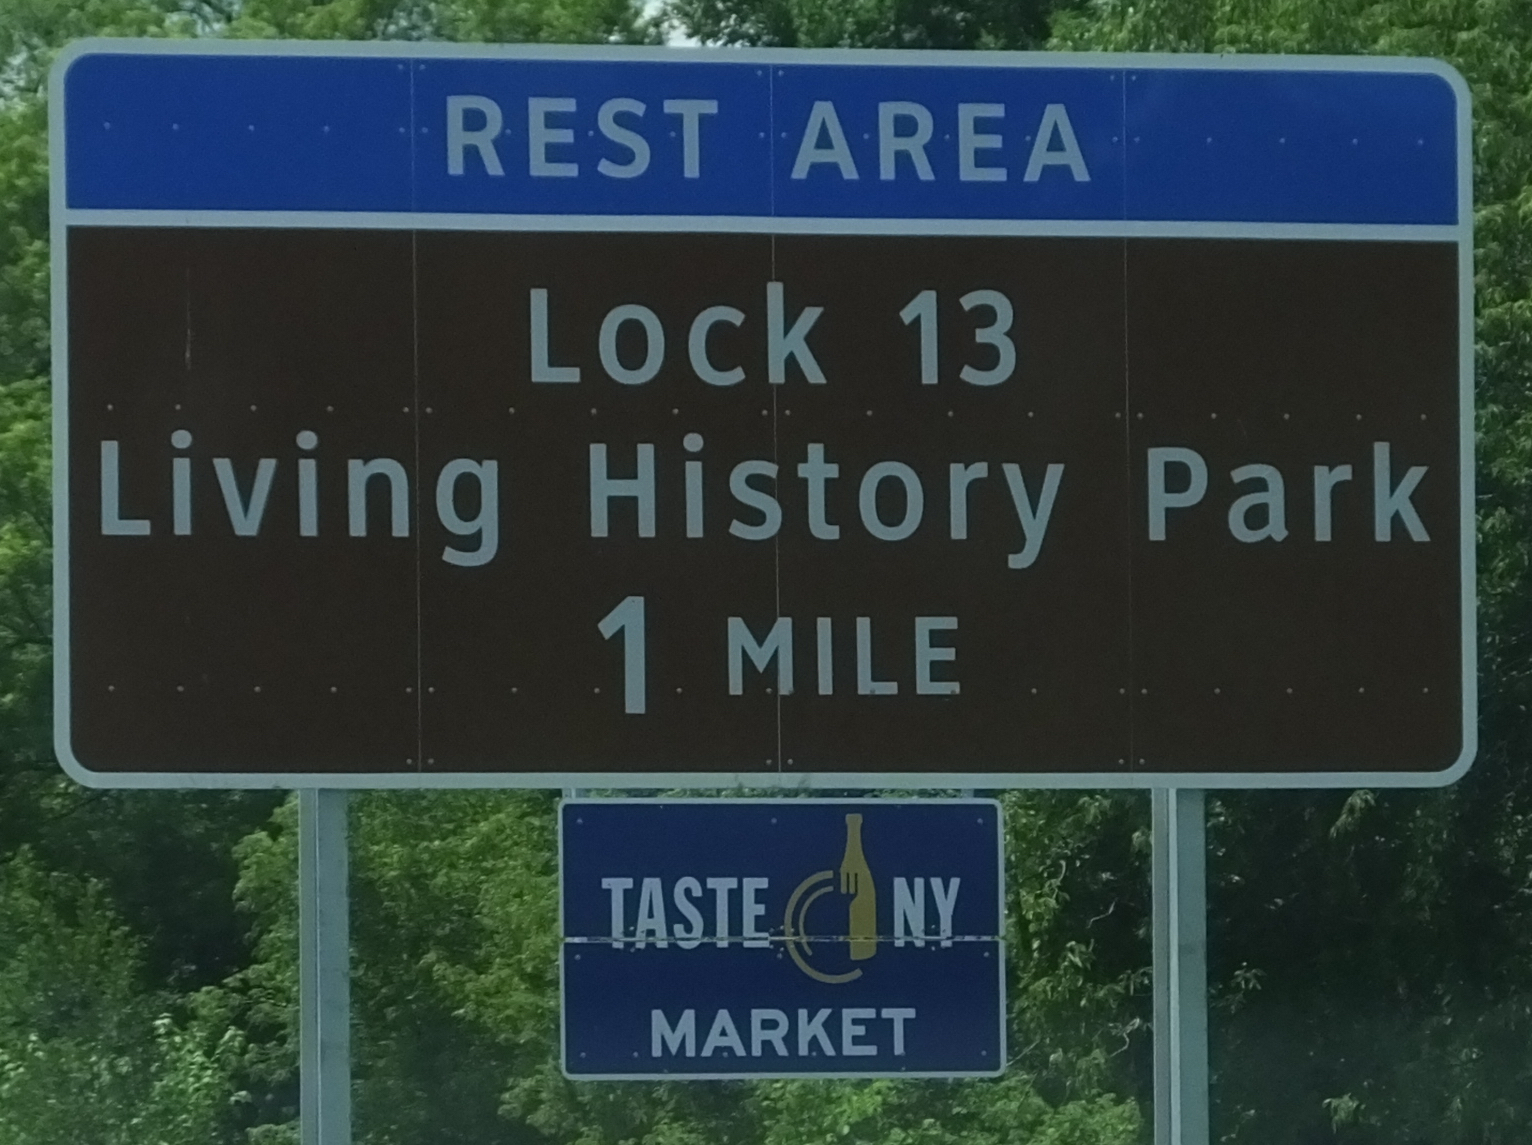 REST AREA
Lock 13
Living History Park
1 MILE
TASTE NY
MARKET